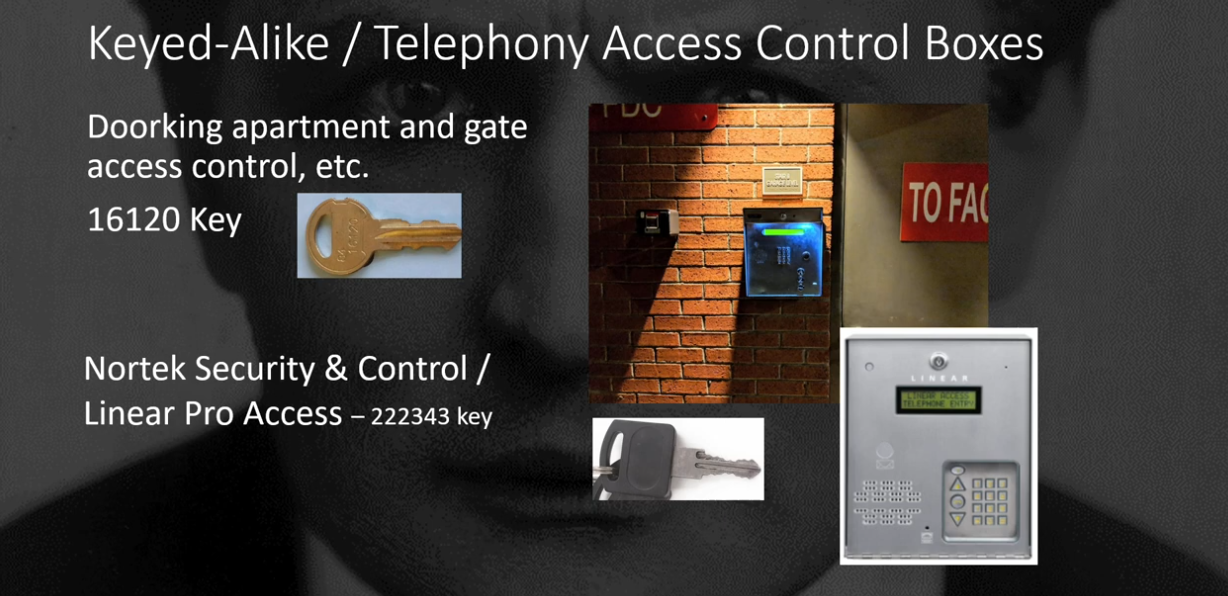 Keyed-Alike / Telephony Access Control Boxes
Doorking apartment and gate
access control, etc.
16120 Key
16120
Nortek Security & Control /
Linear Pro Access – 222343 key
TO FAC
LINEAR
LINEAR ACCESS
TELEPHONE ENTRY